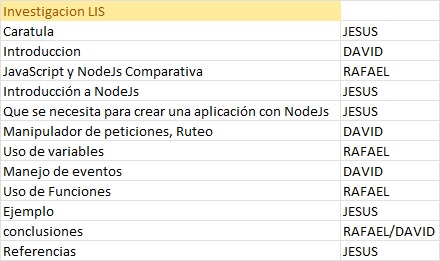 Investigacion LIS
Caratula JESUS
Introduccion DAVID
JavaScript y NodeJs Comparativa RAFAEL
Introducción a NodeJs JESUS
Que se necesita para crear una aplicación con NodeJs JESUS
Manipulador de peticiones, Ruteo DAVID
Uso de variables RAFAEL
Manejo de eventos DAVID
Uso de Funciones RAFAEL
Ejemplo JESUS
conclusiones RAFAEL/DAVID
Referencias JESUS